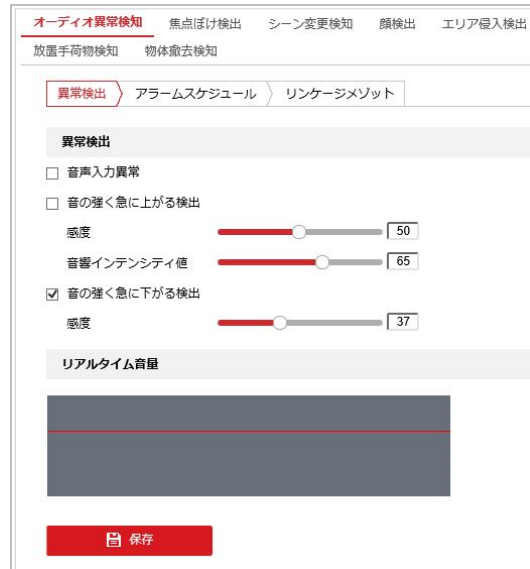 オーディオ異常検知 焦点ぼけ検出 シーン変更検知 顔検出 エリア侵入検出
放置手荷物検知 物体撤去検知
異常検出 アラームスケジュール リンケージメゾット
異常検出
音声入力異常
音の強く急に上がる検出
感度 50
音響インテンシティ値 65
音の強く急に下がる検出
感度 37
リアルタイム音量
保存